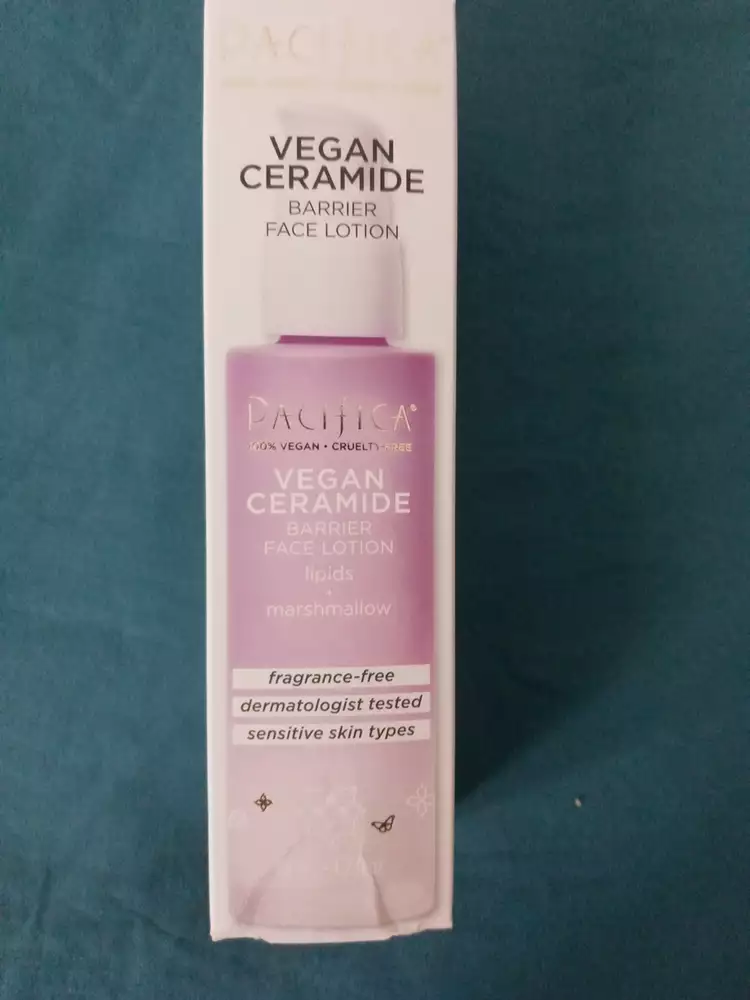 PACIFICA
VEGAN
CERAMIDE
BARRIER
FACE LOTION
PACIFICA®
100% VEGAN • CRUELTY-FREE
VEGAN
CERAMIDE
BARRIER
FACE LOTION
lipids
+
marshmallow
fragrance-free
dermatologist tested
sensitive skin types